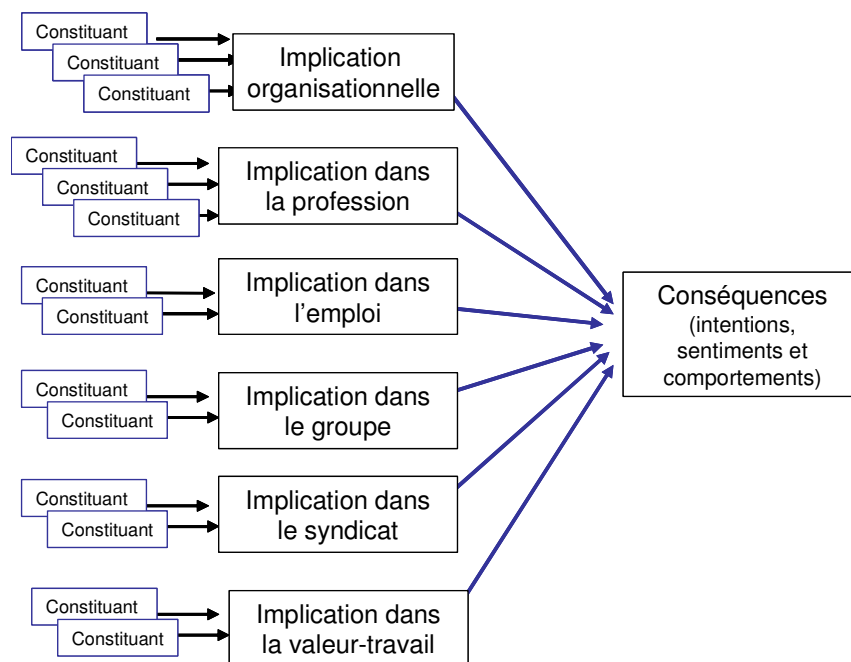 Constituant
Constituant
Constituant
Implication
organisationnelle
Constituant
Constituant
Constituant
Implication dans
la profession
Constituant
Constituant
Implication dans
l'emploi
Conséquences
(intentions,
sentiments et
comportements)
Constituant
Constituant
Implication dans
le groupe
Constituant
Constituant
Implication dans
le syndicat
Constituant
Constituant
Implication dans
la valeur-travail